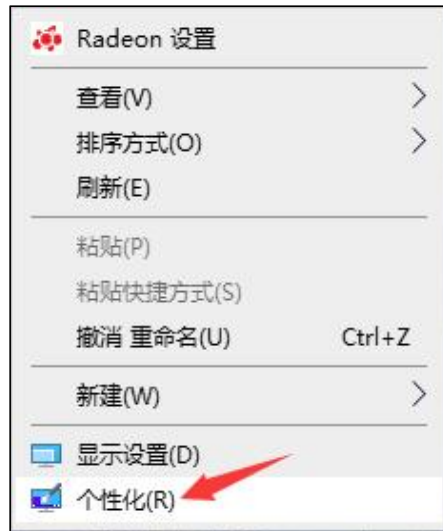 Radeon 设置
查看(V)
排序方式(O)
刷新(E)
粘贴(P)
粘贴快捷方式(S)
撤消 重命名(U) Ctrl+Z
新建(W)
显示设置(D)
个性化(R)